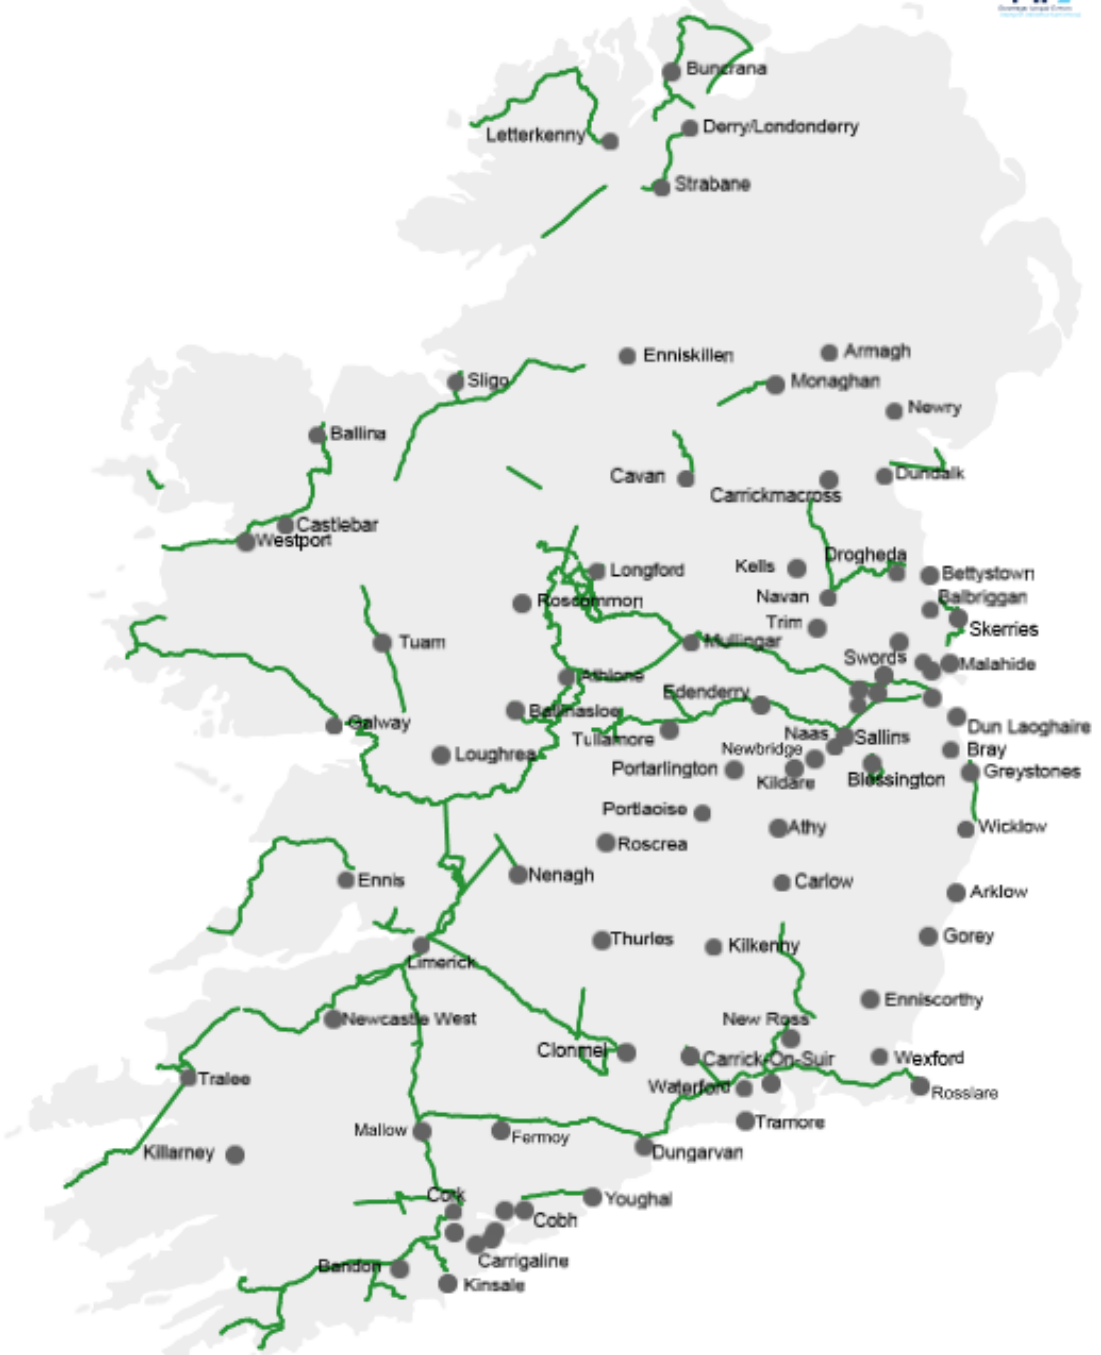 Buncrana
Derry/Londonderry
Letterkenny
Strabane
Enniskillen
Armagh
Monaghan
Sligo
Newry
Ballina
Cavan
Dundalk
Carrickmacross
Castlebar
Westport
Drogheda
Longford
Kells
Bettystown
Roscommon
Navan
Balbriggan
Trim
Skerries
Tuam
Mullingar
Swords
Malahide
Athlone
Edenderry
Ballinasloe
Galway
Dun Laoghaire
Tullamore
Naas
Sallins
Newbridge
Bray
Loughrea
Portarlington
Kildare
Blessington
Greystones
Portlaoise
Athy
Wicklow
Roscrea
Nenagh
Ennis
Carlow
Arklow
Thurles
Kilkenny
Gorey
Limerick
Enniscorthy
Newcastle West
New Ross
Clonmel
Carrick-On-Suir
Wexford
Tralee
Waterford
Rosslare
Tramore
Mallow
Fermoy
Killarney
Dungarvan
Cork
Youghal
Cobh
Carrigaline
Bandon
Kinsale